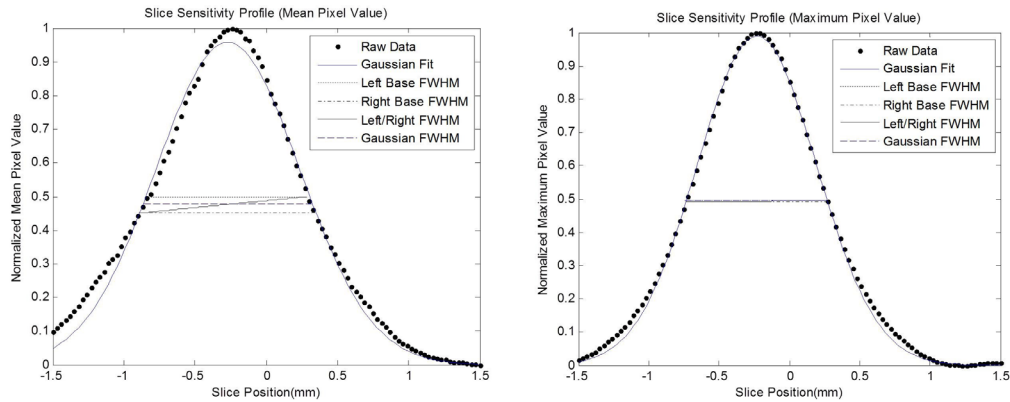 Slice Sensitivity Profile (Mean Pixel Value)
Normalized Mean Pixel Value
1
0.9
0.8
0.7
0.6
0.5
0.4
0.3
0.2
0.1
0
Raw Data
Gaussian Fit
Left Base FWHM
Right Base FWHM
Left/Right FWHM
Gaussian FWHM
-1.5 -1 -0.5 0 0.5 1 1.5
Slice Position(mm)
Slice Sensitivity Profile (Maximum Pixel Value)
Normalized Maximum Pixel Value
1
0.9
0.8
0.7
0.6
0.5
0.4
0.3
0.2
0.1
0
Raw Data
Gaussian Fit
Left Base FWHM
Right Base FWHM
Left/Right FWHM
Gaussian FWHM
-1.5 -1 -0.5 0 0.5 1 1.5
Slice Position(mm)